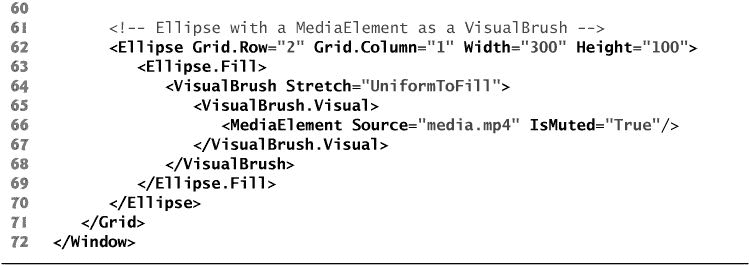 60
61 <!-- Ellipse with a MediaElement as a VisualBrush -->
62 <Ellipse Grid.Row="2" Grid.Column="1" Width="300" Height="100">
63 <Ellipse.Fill>
64 <VisualBrush Stretch="UniformToFill">
65 <VisualBrush.Visual>
66 <MediaElement Source="media.mp4" IsMuted="True"/>
67 </VisualBrush.Visual>
68 </VisualBrush>
69 </Ellipse.Fill>
70 </Ellipse>
71 </Grid>
72 </Window>